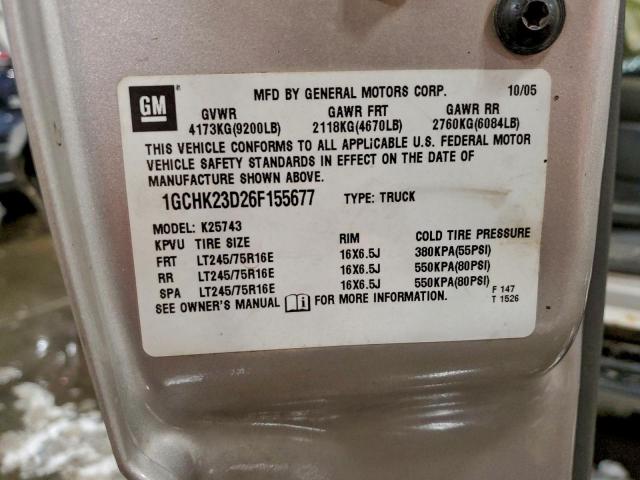 GM
MFD BY GENERAL MOTORS CORP. 10/05
GVWR GAWR FRT GAWR RR
4173KG(9200LB) 2118KG(4670LB) 2760KG(6084LB)
THIS VEHICLE CONFORMS TO ALL APPLiCABLE U.S. FEDERAL MOTOR
VEHICLE SAFETY STANDARDS IN EFFECT ON THE DATE OF
MANUFACTURE SHOWN ABOVE.
1GCHK23D26F155677 TYPE: TRUCK
MODEL: K25743
KPVU TIRE SIZE RIM COLD TIRE PRESSURE
FRT LT245/75R16E 16X6.5J 380KPA(55PSI)
RR LT245/75R16E 16X6.5J 550KPA(80PSI)
SPA LT245/75R16E 16X6.5J 550KPA(80PSI)
SEE OWNER'S MANUAL FOR MORE INFORMATION.
F 147
T 1526